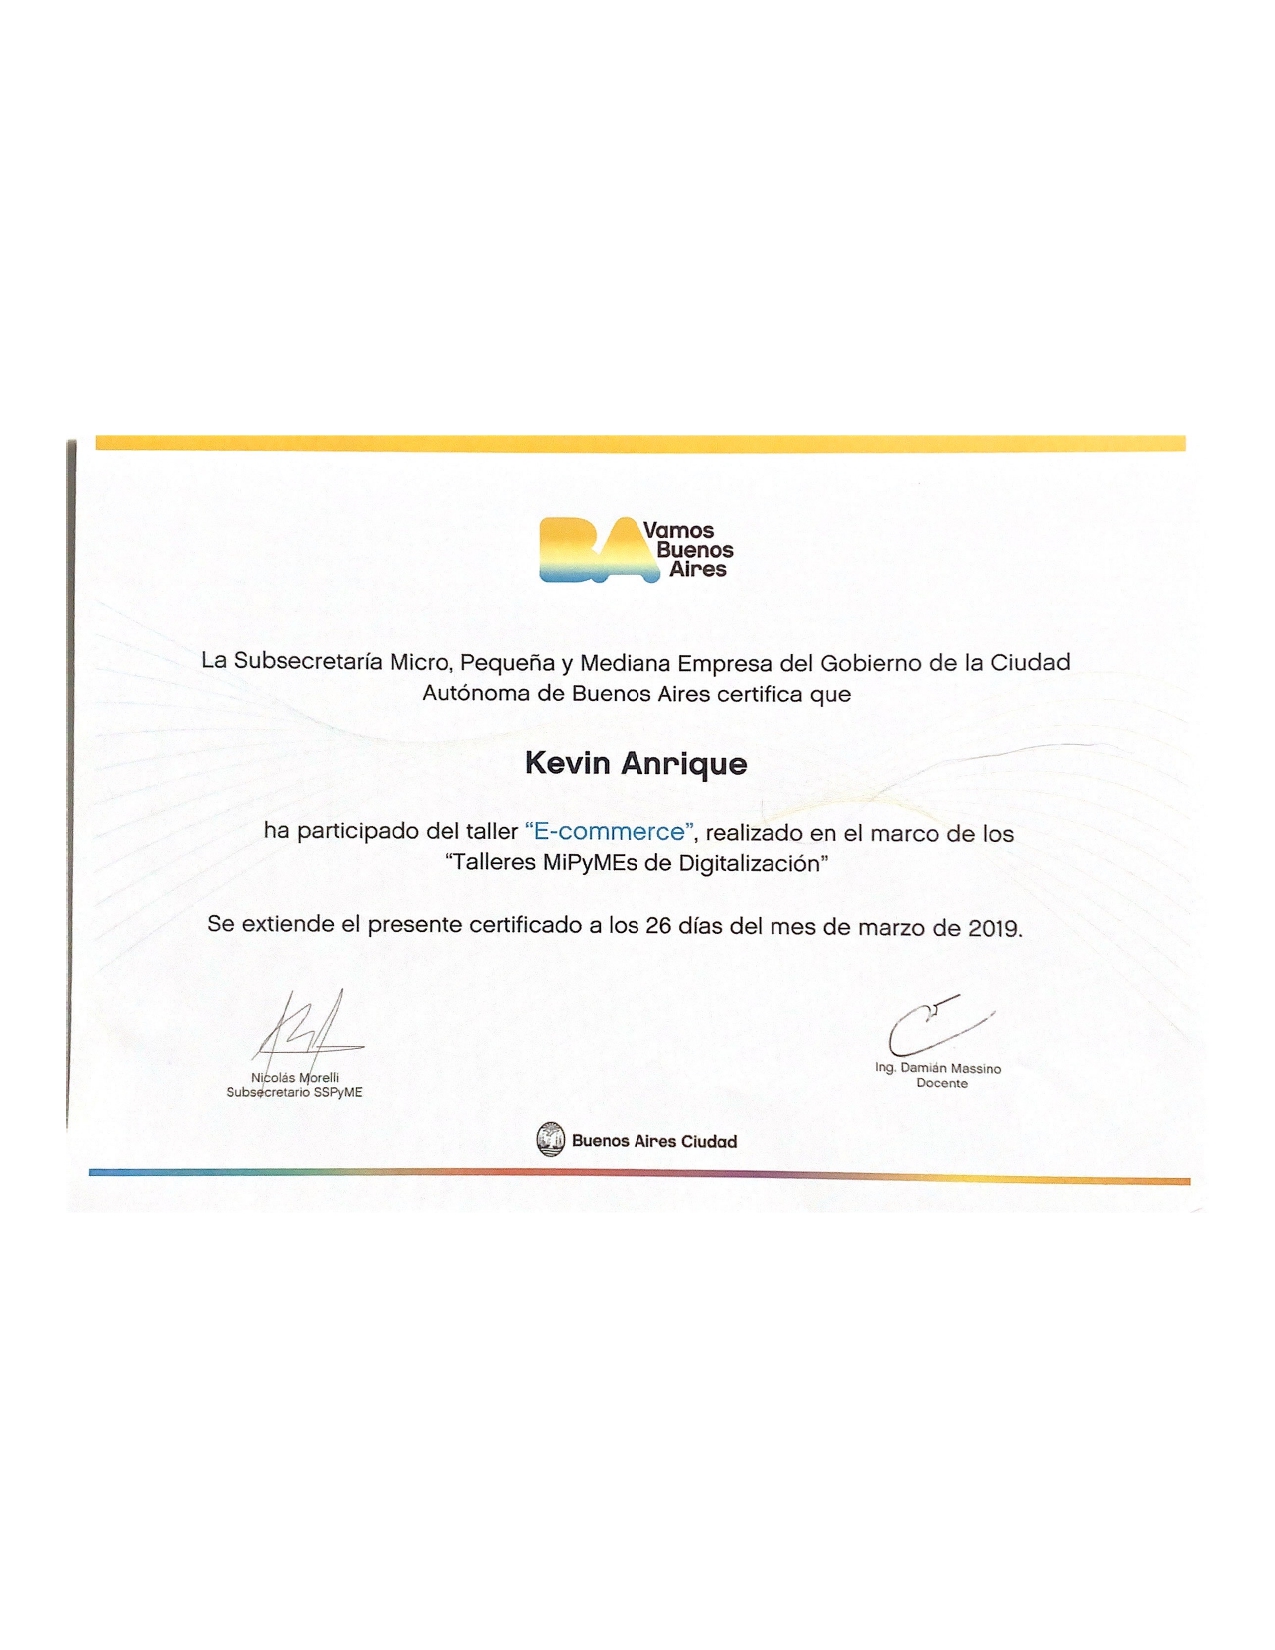 BA Vamos
Buenos
Aires
La Subsecretaría Micro, Pequeña y Mediana Empresa del Gobierno de la Ciudad
Autónoma de Buenos Aires certifica que
Kevin Anrique
ha participado del taller “E-commerce”, realizado en el marco de los
“Talleres MiPyMEs de Digitalización”
Se extiende el presente certificado a los 26 días del mes de marzo de 2019.
Nicolás Morelli
Subsecretario SSPyME
Ing. Damián Massino
Docente
Buenos Aires Ciudad